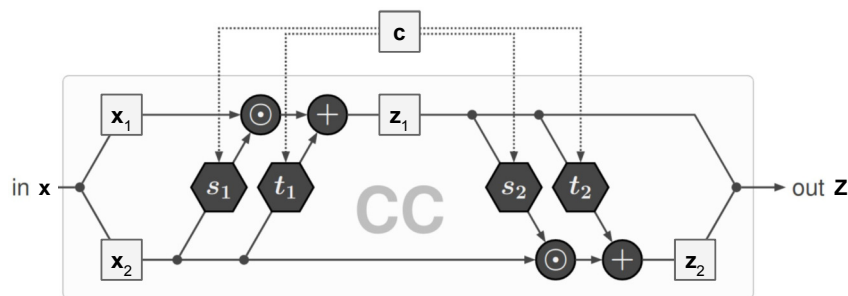 c
x₁ ⊙ + z₁
in x s₁ t₁ CC s₂ t₂ out z
x₂ ⊙ + z₂